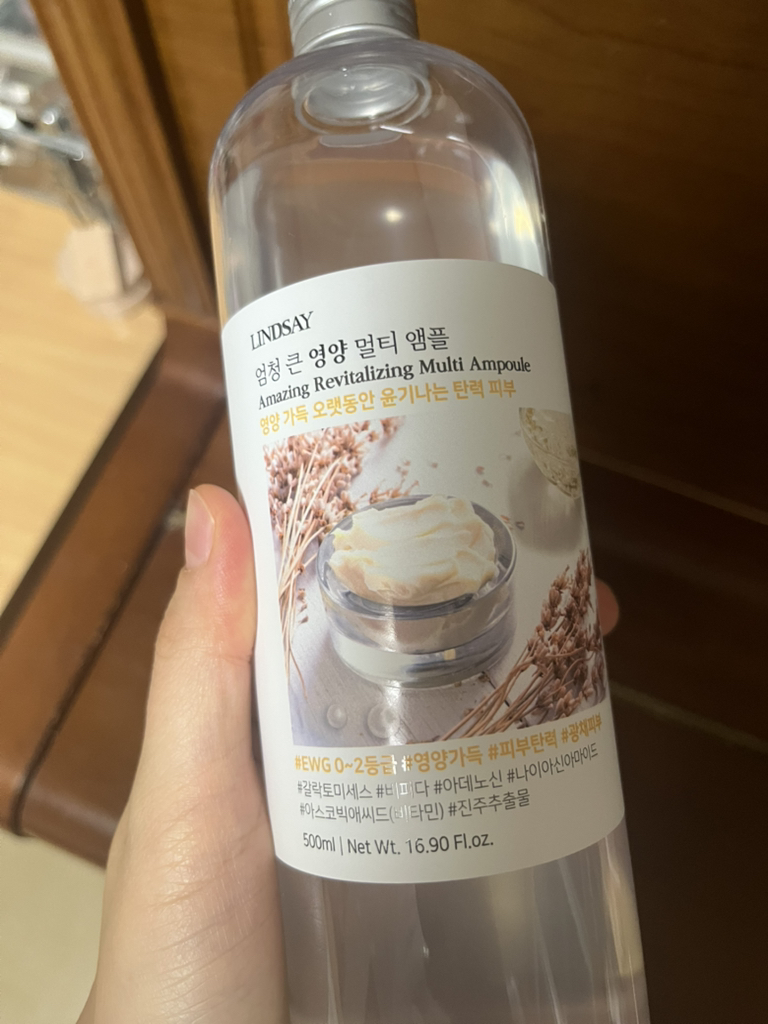 LINDSAY
엄청 큰 영양 멀티 앰플
Amazing Revitalizing Multi Ampoule
영양 가득 오랫동안 윤기나는 탄력 피부
#EWG 0~2등급 #영양가득 #피부탄력 #광채피부
#갈락토미세스 #비피다 #아데노신 #나이아신아마이드
#아스코빅애씨드(비타민) #진주추출물
500ml | Net Wt. 16.90 Fl.oz.